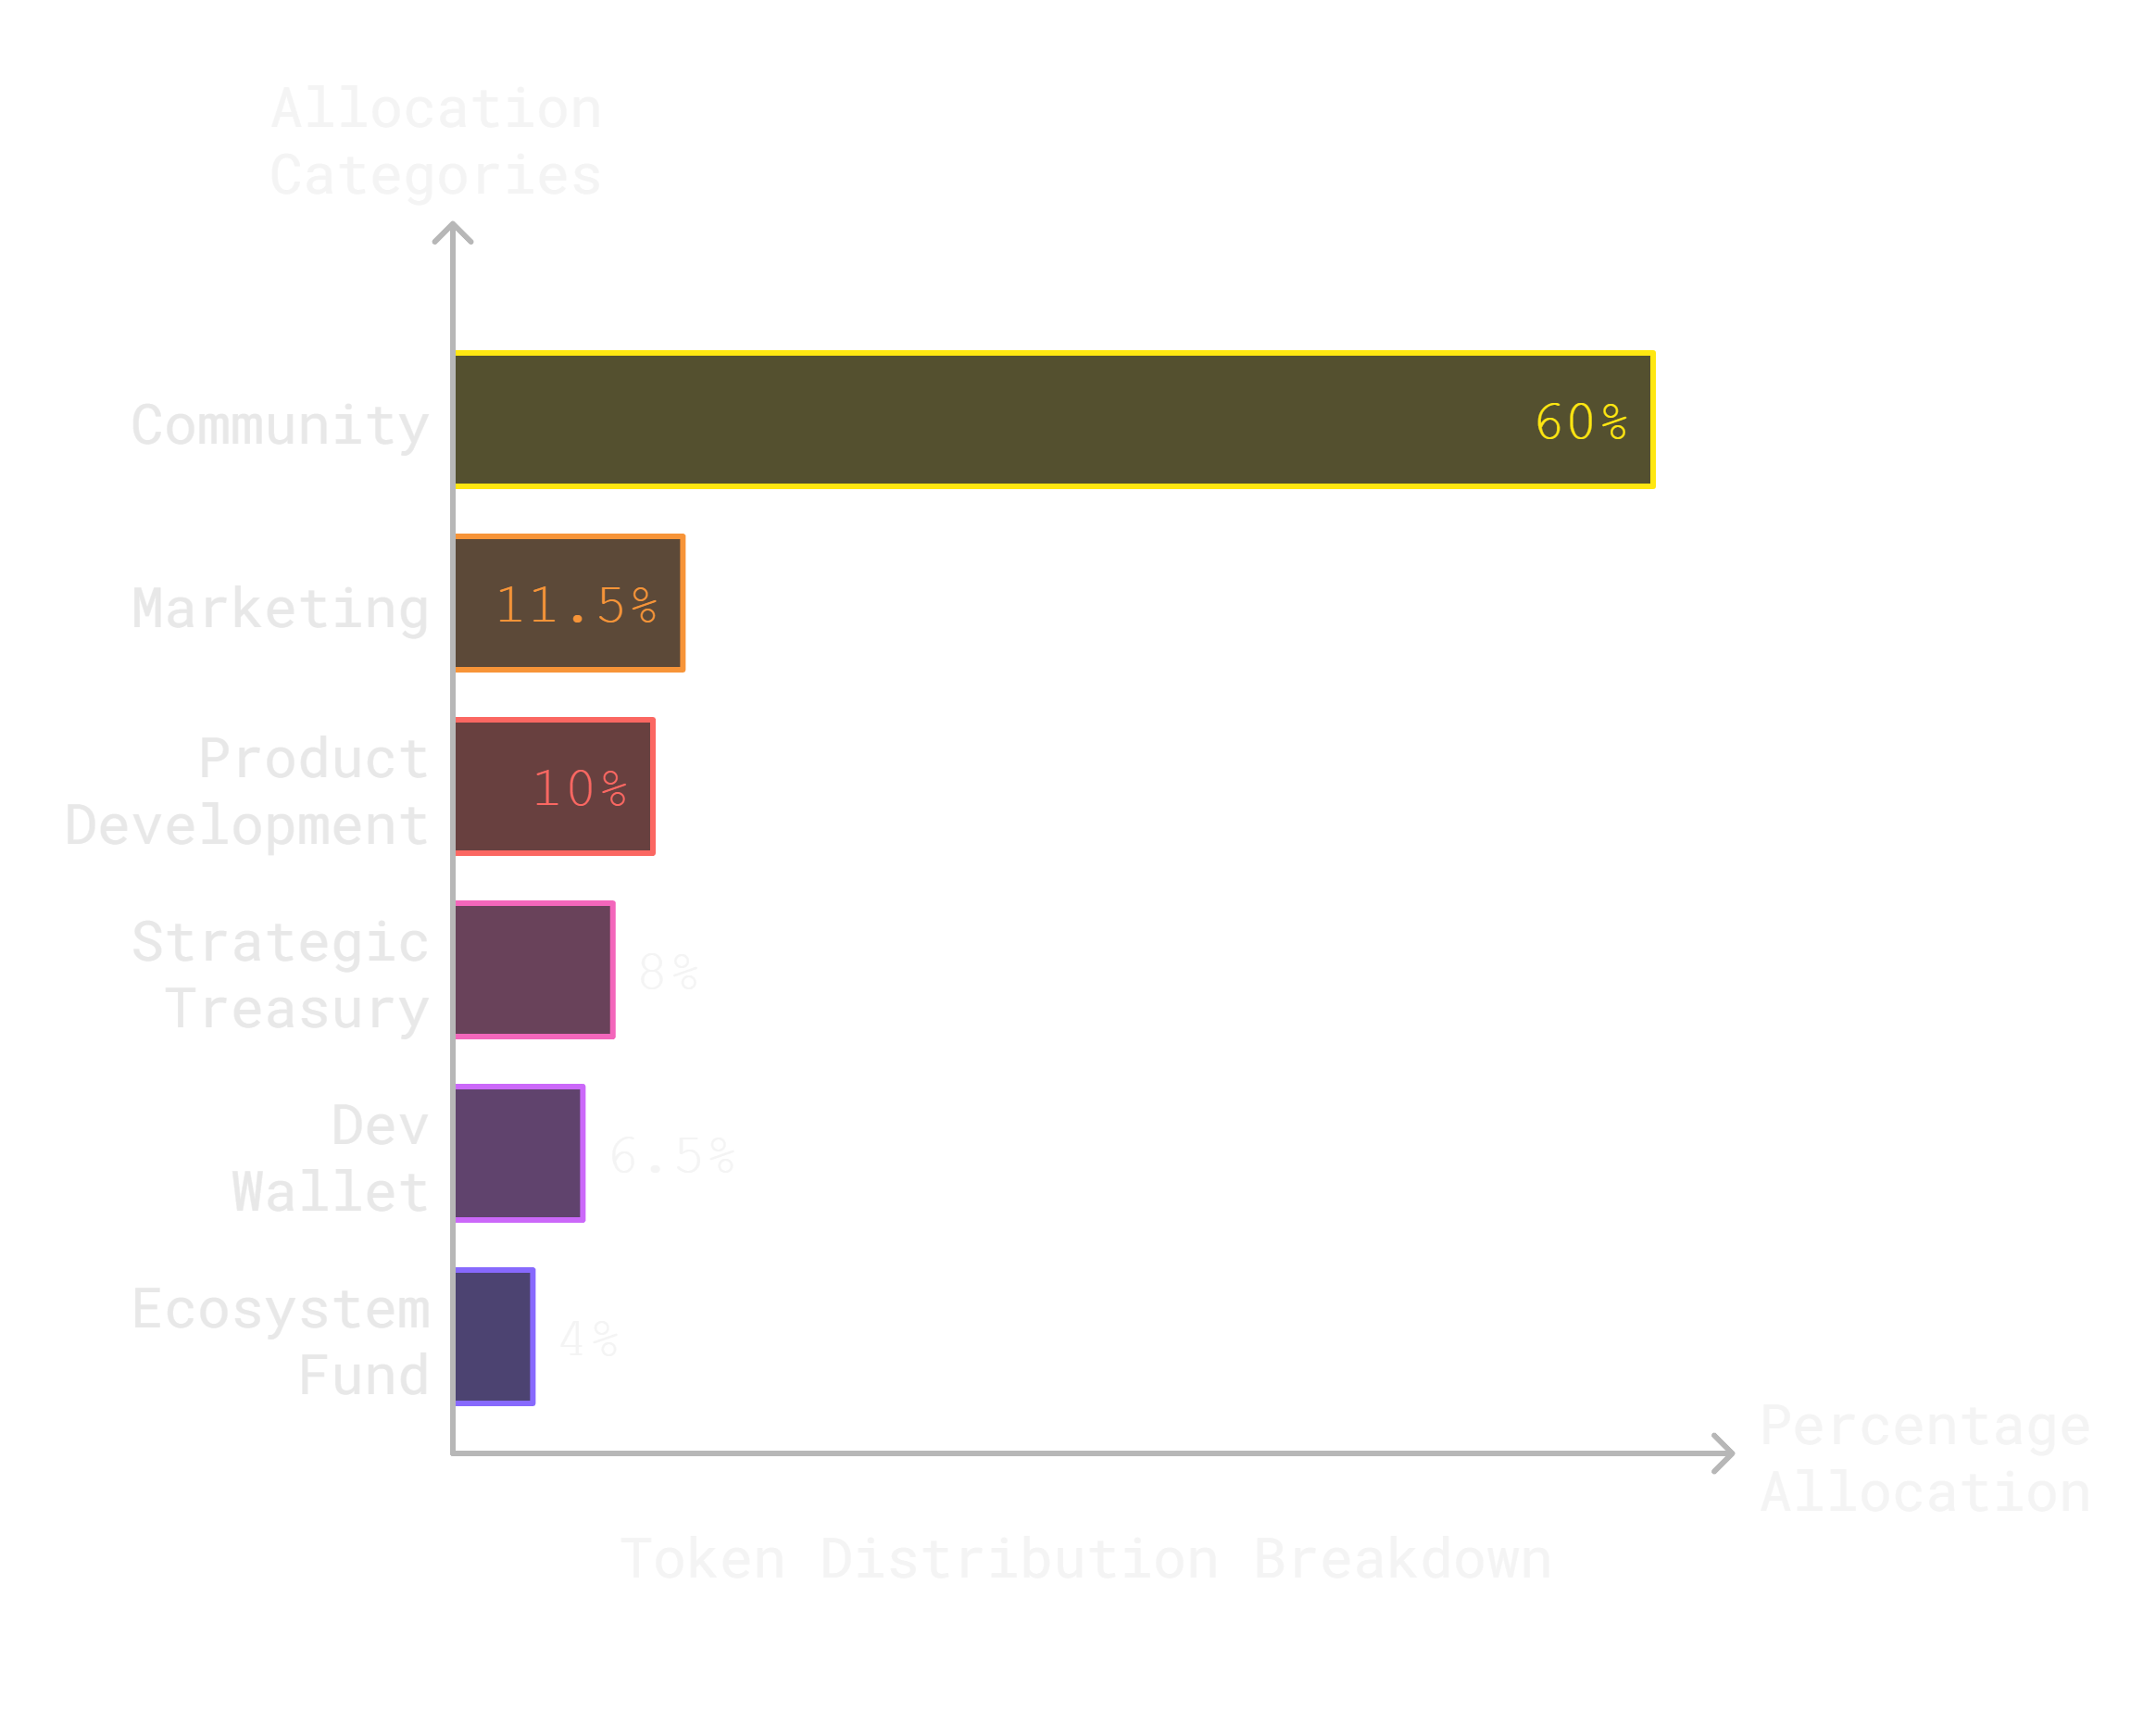 Allocation
Categories
Community
60%
Marketing
11.5%
Product
Development
10%
Strategic
Treasury
8%
Dev
Wallet
6.5%
Ecosystem
Fund
4%
Percentage
Allocation
Token Distribution Breakdown